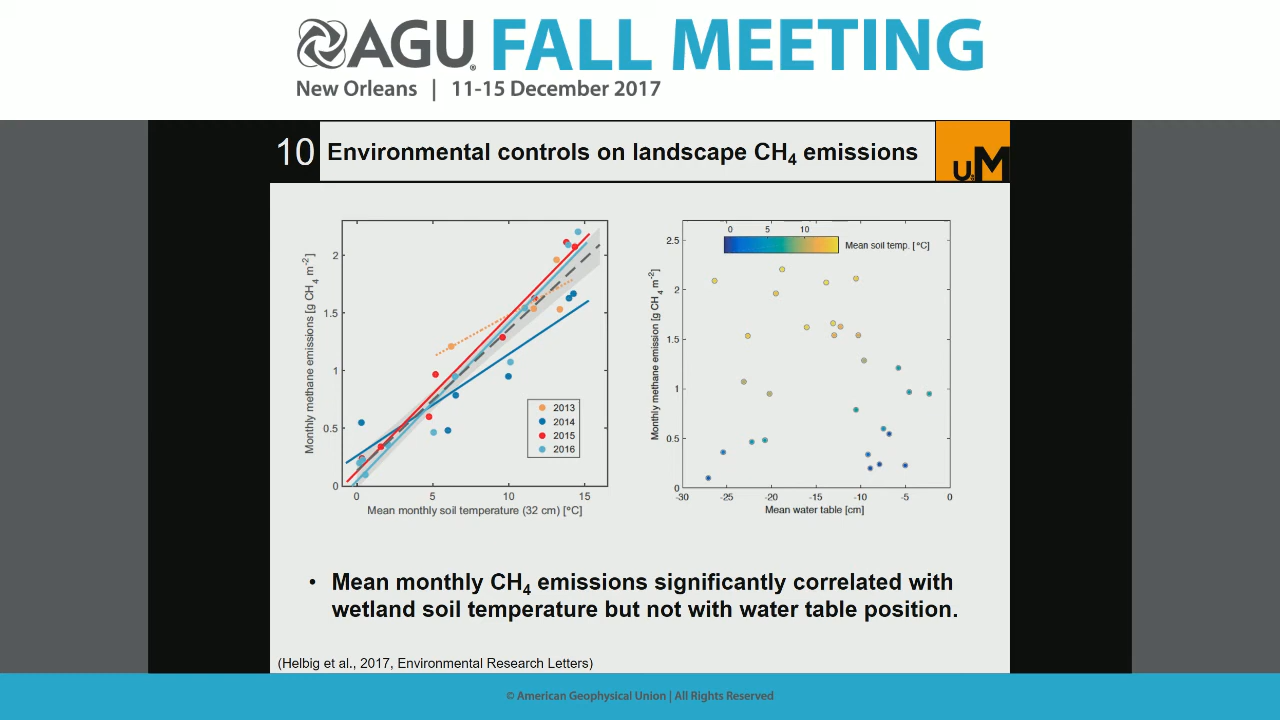 AGU FALL MEETING
New Orleans | 11-15 December 2017
10 Environmental controls on landscape CH4 emissions
U.M
Monthly methane emissions [g CH4 m-2]
2
1.5
1
0.5
0
0 5 10 15
Mean monthly soil temperature (32 cm) [°C]
2013
2014
2015
2016
Monthly methane emission [g CH4 m-2]
0 5 10
Mean soil temp. [°C]
2.5
2
1.5
1
0.5
0
-30 -25 -20 -15 -10 -5 0
Mean water table [cm]
• Mean monthly CH4 emissions significantly correlated with
wetland soil temperature but not with water table position.
(Helbig et al., 2017, Environmental Research Letters)
© American Geophysical Union | All Rights Reserved